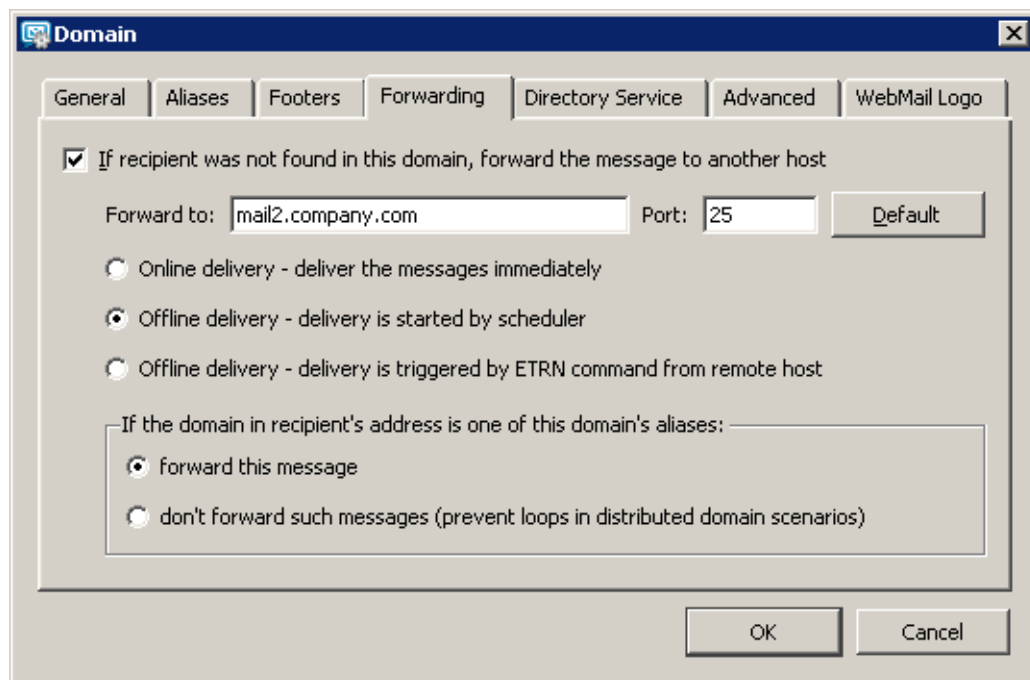 Domain
General Aliases Footers Forwarding Directory Service Advanced WebMail Logo
If recipient was not found in this domain, forward the message to another host
Forward to: mail2.company.com Port: 25 Default
Online delivery - deliver the messages immediately
Offline delivery - delivery is started by scheduler
Offline delivery - delivery is triggered by ETRN command from remote host
If the domain in recipient's address is one of this domain's aliases:
forward this message
don't forward such messages (prevent loops in distributed domain scenarios)
OK Cancel